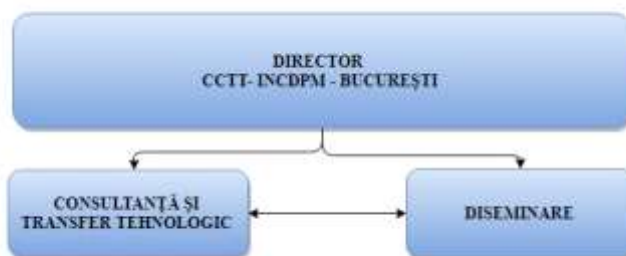 DIRECTOR
CCTT- INCDPM - BUCUREȘTI
CONSULTANȚĂ ȘI
TRANSFER TEHNOLOGIC
DISEMINARE